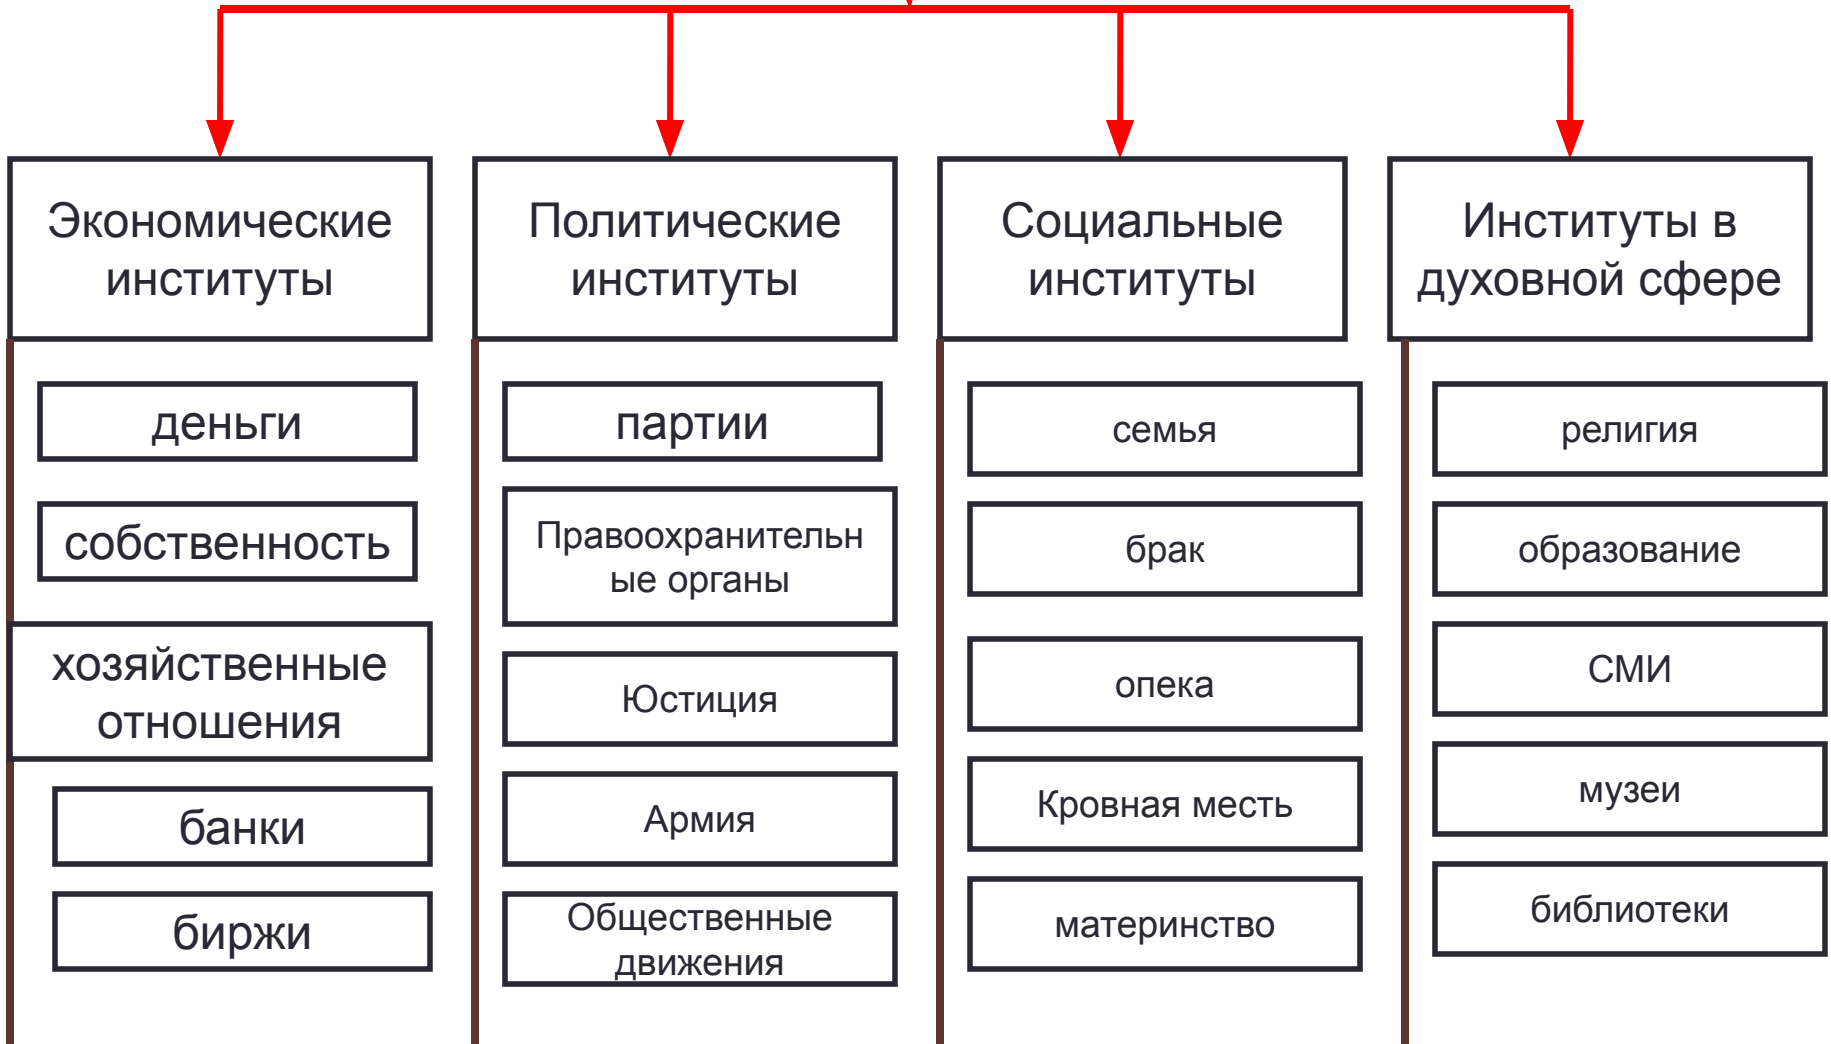 Экономические
институты
Политические
институты
Социальные
институты
Институты в
духовной сфере
деньги
собственность
хозяйственные
отношения
банки
биржи
партии
Правоохранительн
ые органы
Юстиция
Армия
Общественные
движения
семья
брак
опека
Кровная месть
материнство
религия
образование
СМИ
музеи
библиотеки